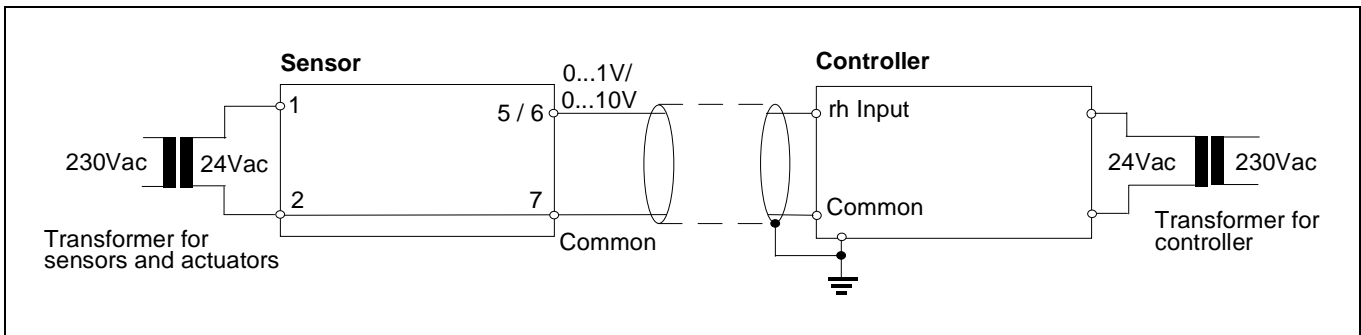 Sensor
Controller
0...1V/
0...10V
1
5 / 6
rh Input
230Vac
24Vac
24Vac
230Vac
2
7
Common
Common
Transformer for
sensors and actuators
Transformer for
controller